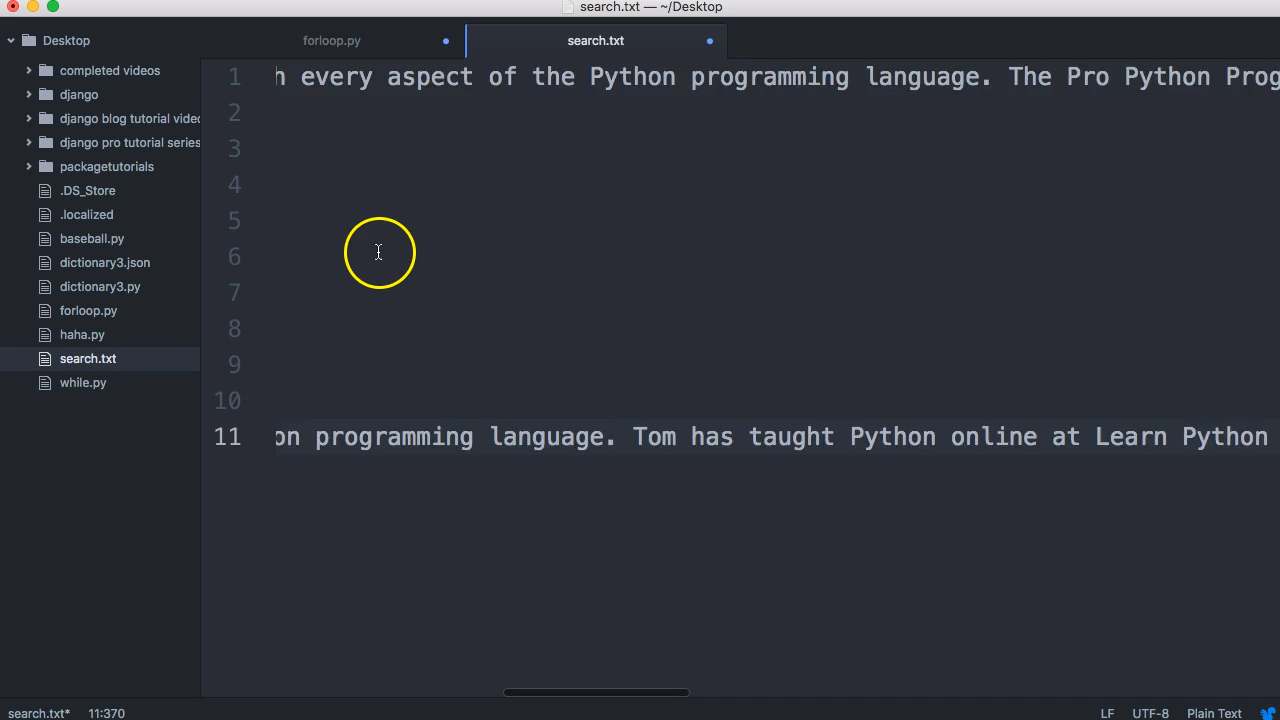 search.txt — ~/Desktop
Desktop
forloop.py
search.txt
completed videos
django
django blog tutorial video
django pro tutorial series
packagetutorials
.DS_Store
.localized
baseball.py
dictionary3.json
dictionary3.py
forloop.py
haha.py
search.txt
while.py
1 h every aspect of the Python programming language. The Pro Python Prog
2
3
4
5
6
7
8
9
10
11 on programming language. Tom has taught Python online at Learn Python
search.txt* 11:370 LF UTF-8 Plain Text